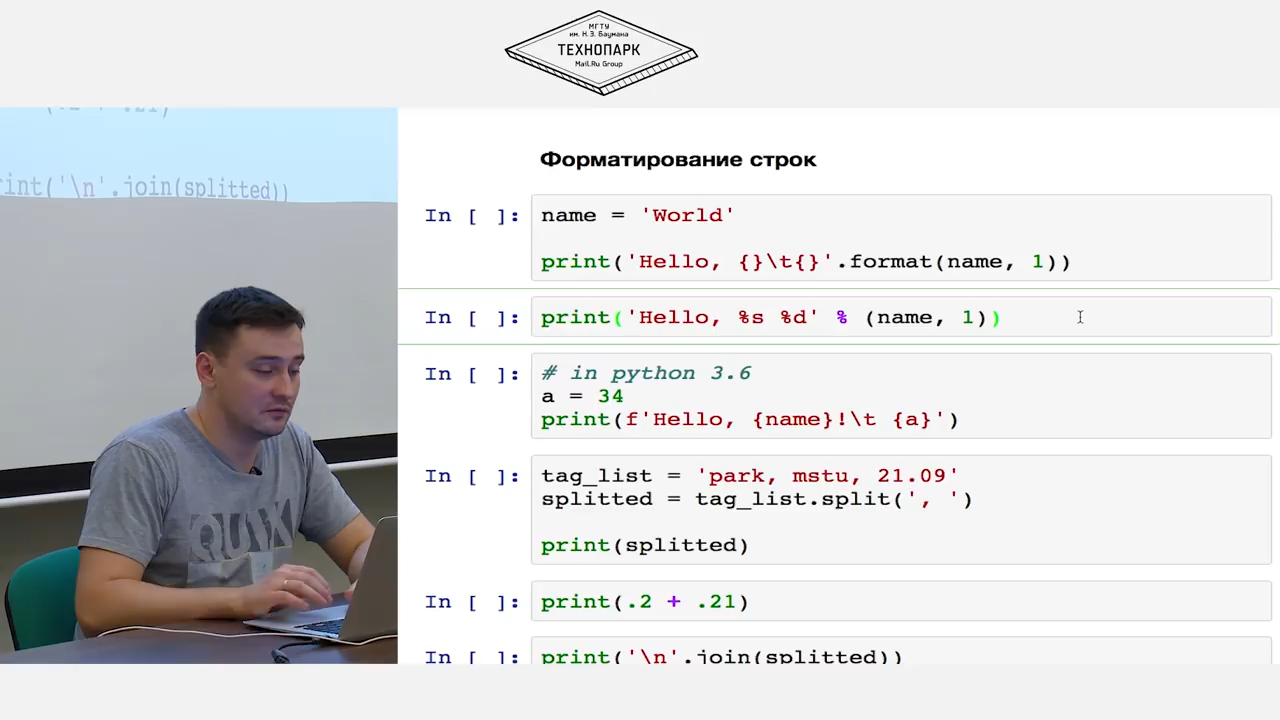 МГТУ
им. Н.Э. Баумана
ТЕХНОПАРК
Mail.Ru Group
int('\n'.join(splitted))
QUIX
Форматирование строк
In [ ]:
name = 'World'
print('Hello, {}\t{}'.format(name, 1))
In [ ]:
print('Hello, %s %d' % (name, 1))
In [ ]:
# in python 3.6
a = 34
print(f'Hello, {name}!\t {a}')
In [ ]:
tag_list = 'park, mstu, 21.09'
splitted = tag_list.split(', ')
print(splitted)
In [ ]:
print(.2 + .21)
In [ ]:
print('\n'.join(splitted))